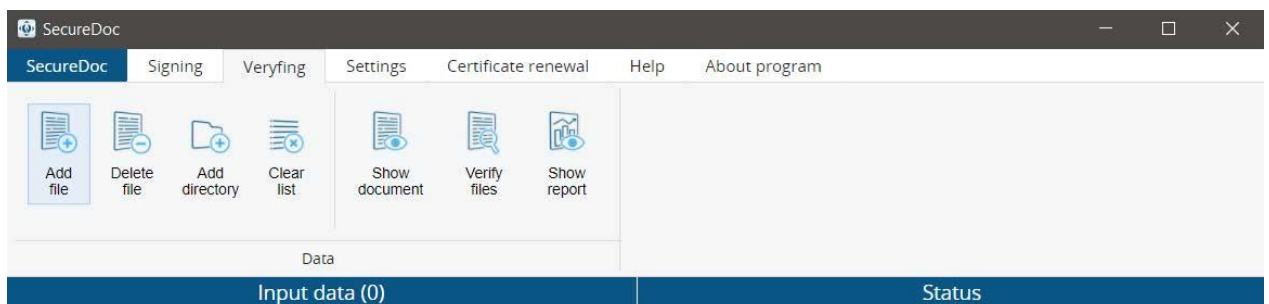 SecureDoc
SecureDoc Signing Veryfing Settings Certificate renewal Help About program
Add Delete Add Clear Show Verify Show
file file directory list document files report
Data
Input data (0) Status